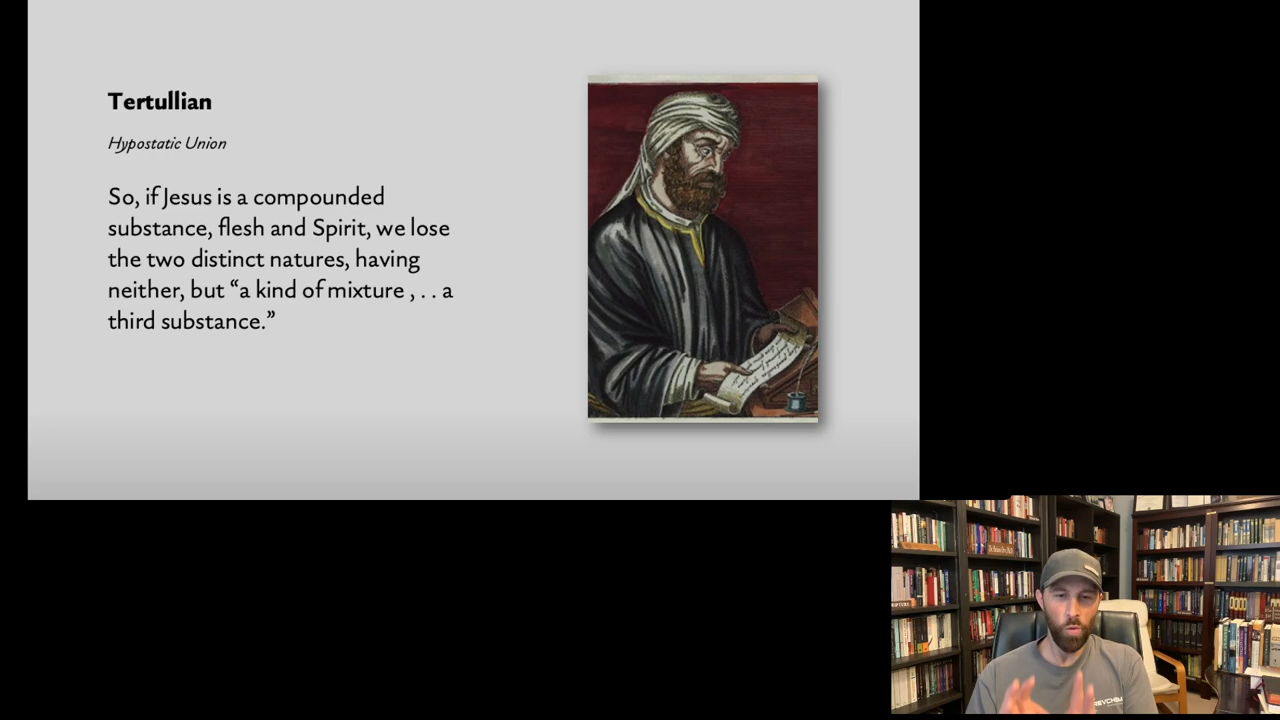 Tertullian
Hypostatic Union
So, if Jesus is a compounded
substance, flesh and Spirit, we lose
the two distinct natures, having
neither, but “a kind of mixture , . . a
third substance.”